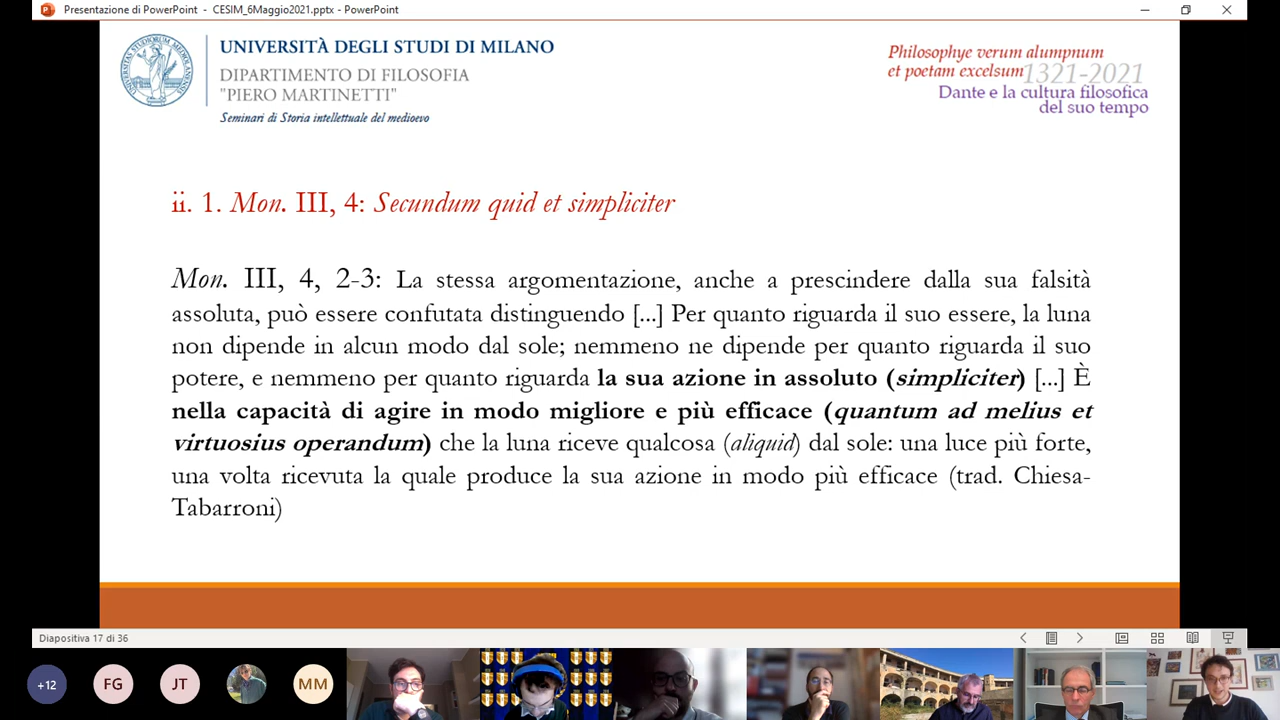 Presentazione di PowerPoint - CESIM_6Maggio2021.pptx - PowerPoint
UNIVERSITÀ DEGLI STUDI DI MILANO
DIPARTIMENTO DI FILOSOFIA
"PIERO MARTINETTI"
Seminari di Storia intellettuale del medioevo
Philosophye verum alumpnum
et poetam excelsum 1321-2021
Dante e la cultura filosofica
del suo tempo
ii. 1. Mon. III, 4: Secundum quid et simpliciter
Mon. III, 4, 2-3: La stessa argomentazione, anche a prescindere dalla sua falsità
assoluta, può essere confutata distinguendo [...] Per quanto riguarda il suo essere, la luna
non dipende in alcun modo dal sole; nemmeno ne dipende per quanto riguarda il suo
potere, e nemmeno per quanto riguarda la sua azione in assoluto (simpliciter) [...] È
nella capacità di agire in modo migliore e più efficace (quantum ad melius et
virtuosius operandum) che la luna riceve qualcosa (aliquid) dal sole: una luce più forte,
una volta ricevuta la quale produce la sua azione in modo più efficace (trad. Chiesa-
Tabarroni)
Diapositiva 17 di 36
+12
FG
JT
MM